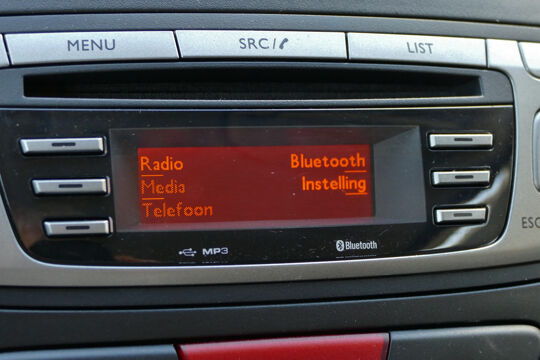 MENU SRC/ LIST
Radio Bluetooth
Media Instelling
Telefoon
ESC
MP3 Bluetooth